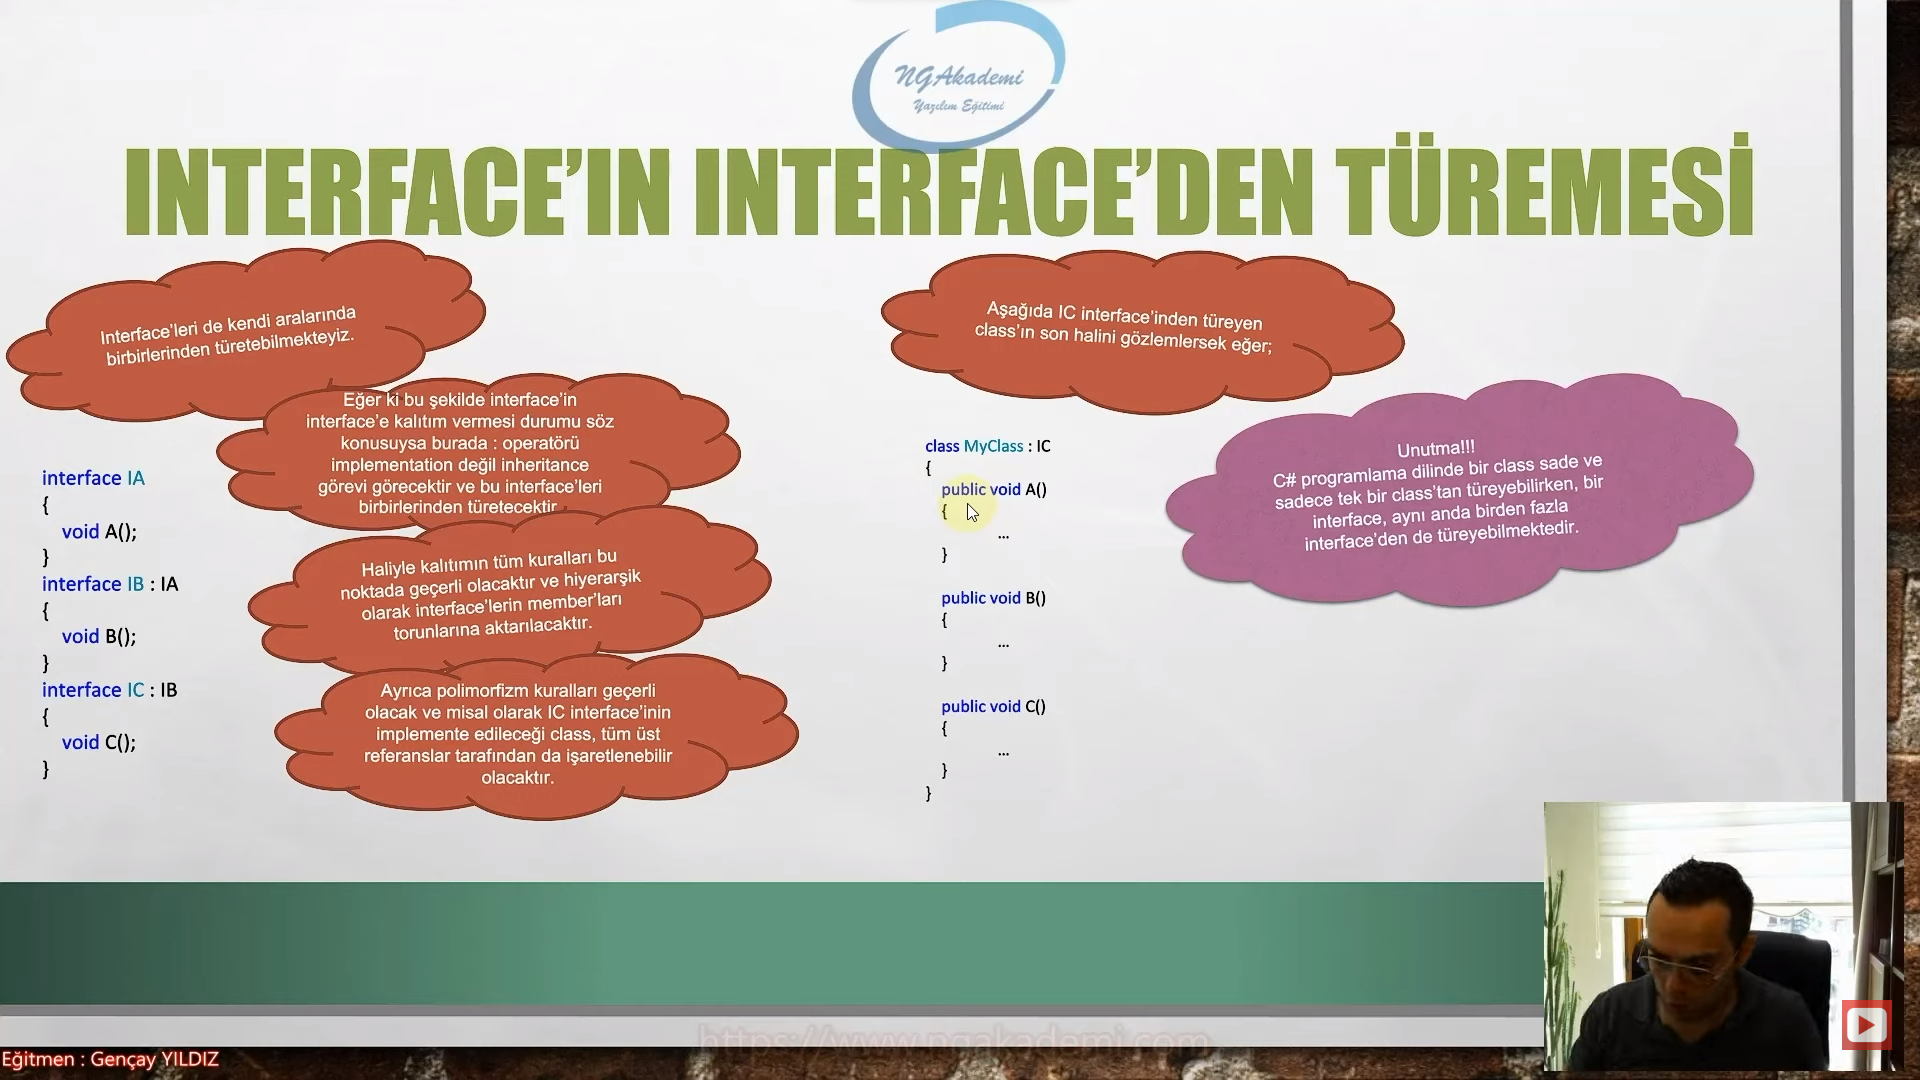 NGAkademi
Yazılım Eğitimi
INTERFACE’IN INTERFACE’DEN TÜREMESİ
Interface’leri de kendi aralarında
birbirlerinden türetebilmekteyiz.
Eğer ki bu şekilde interface’in
interface’e kalıtım vermesi durumu söz
konusuysa burada : operatörü
implementation değil inheritance
görevi görecektir ve bu interface’leri
birbirlerinden türetecektir.
Haliyle kalıtımın tüm kuralları bu
noktada geçerli olacaktır ve hiyerarşik
olarak interface’lerin member’ları
torunlarına aktarılacaktır.
Ayrıca polimorfizm kuralları geçerli
olacak ve misal olarak IC interface’inin
implemente edileceği class, tüm üst
referanslar tarafından da işaretlenebilir
olacaktır.
interface IA
{
void A();
}
interface IB : IA
{
void B();
}
interface IC : IB
{
void C();
}
Aşağıda IC interface’inden türeyen
class’ın son halini gözlemlersek eğer;
class MyClass : IC
{
public void A()
{
...
}
public void B()
{
...
}
public void C()
{
...
}
}
Unutma!!!
C# programlama dilinde bir class sade ve
sadece tek bir class’tan türeyebilirken, bir
interface, aynı anda birden fazla
interface’den de türeyebilmektedir.
https://www.ngakademi.com
Eğitmen : Gençay YILDIZ